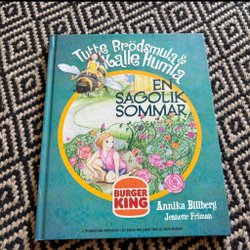 Tutte Brödsmula &
Kalle Humla
EN
SAGOLIK
SOMMAR
BURGER
KING
Annika Billberg
Jeanette Friman